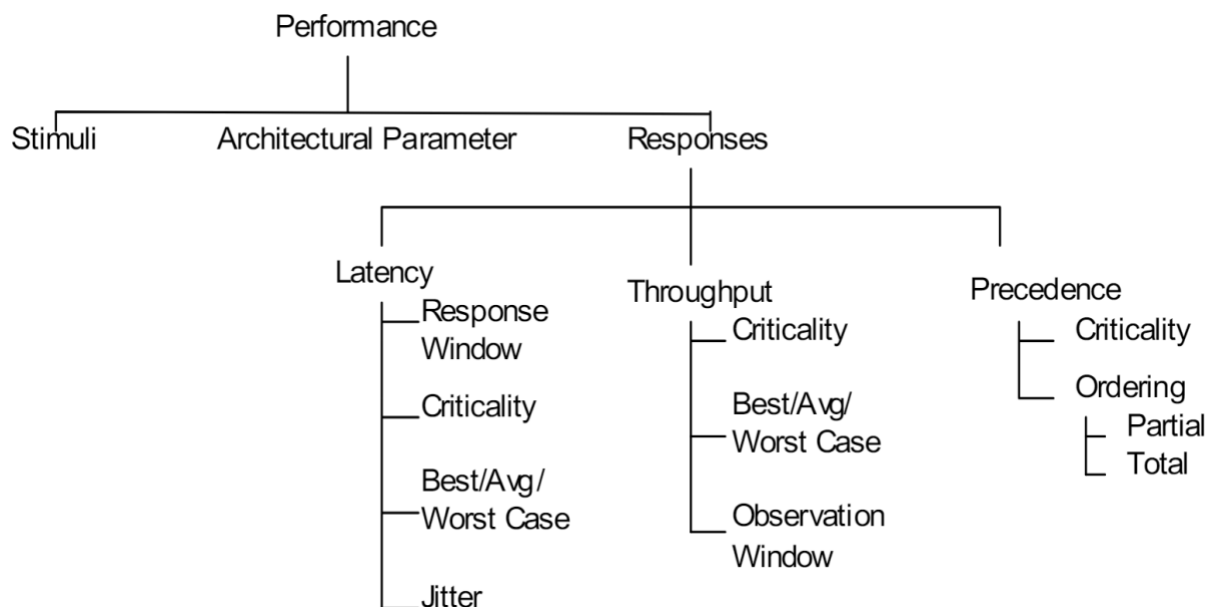 Performance
Stimuli
Architectural Parameter
Responses
Latency
Response
Window
Criticality
Best/Avg/
Worst Case
Jitter
Throughput
Criticality
Best/Avg/
Worst Case
Observation
Window
Precedence
Criticality
Ordering
Partial
Total